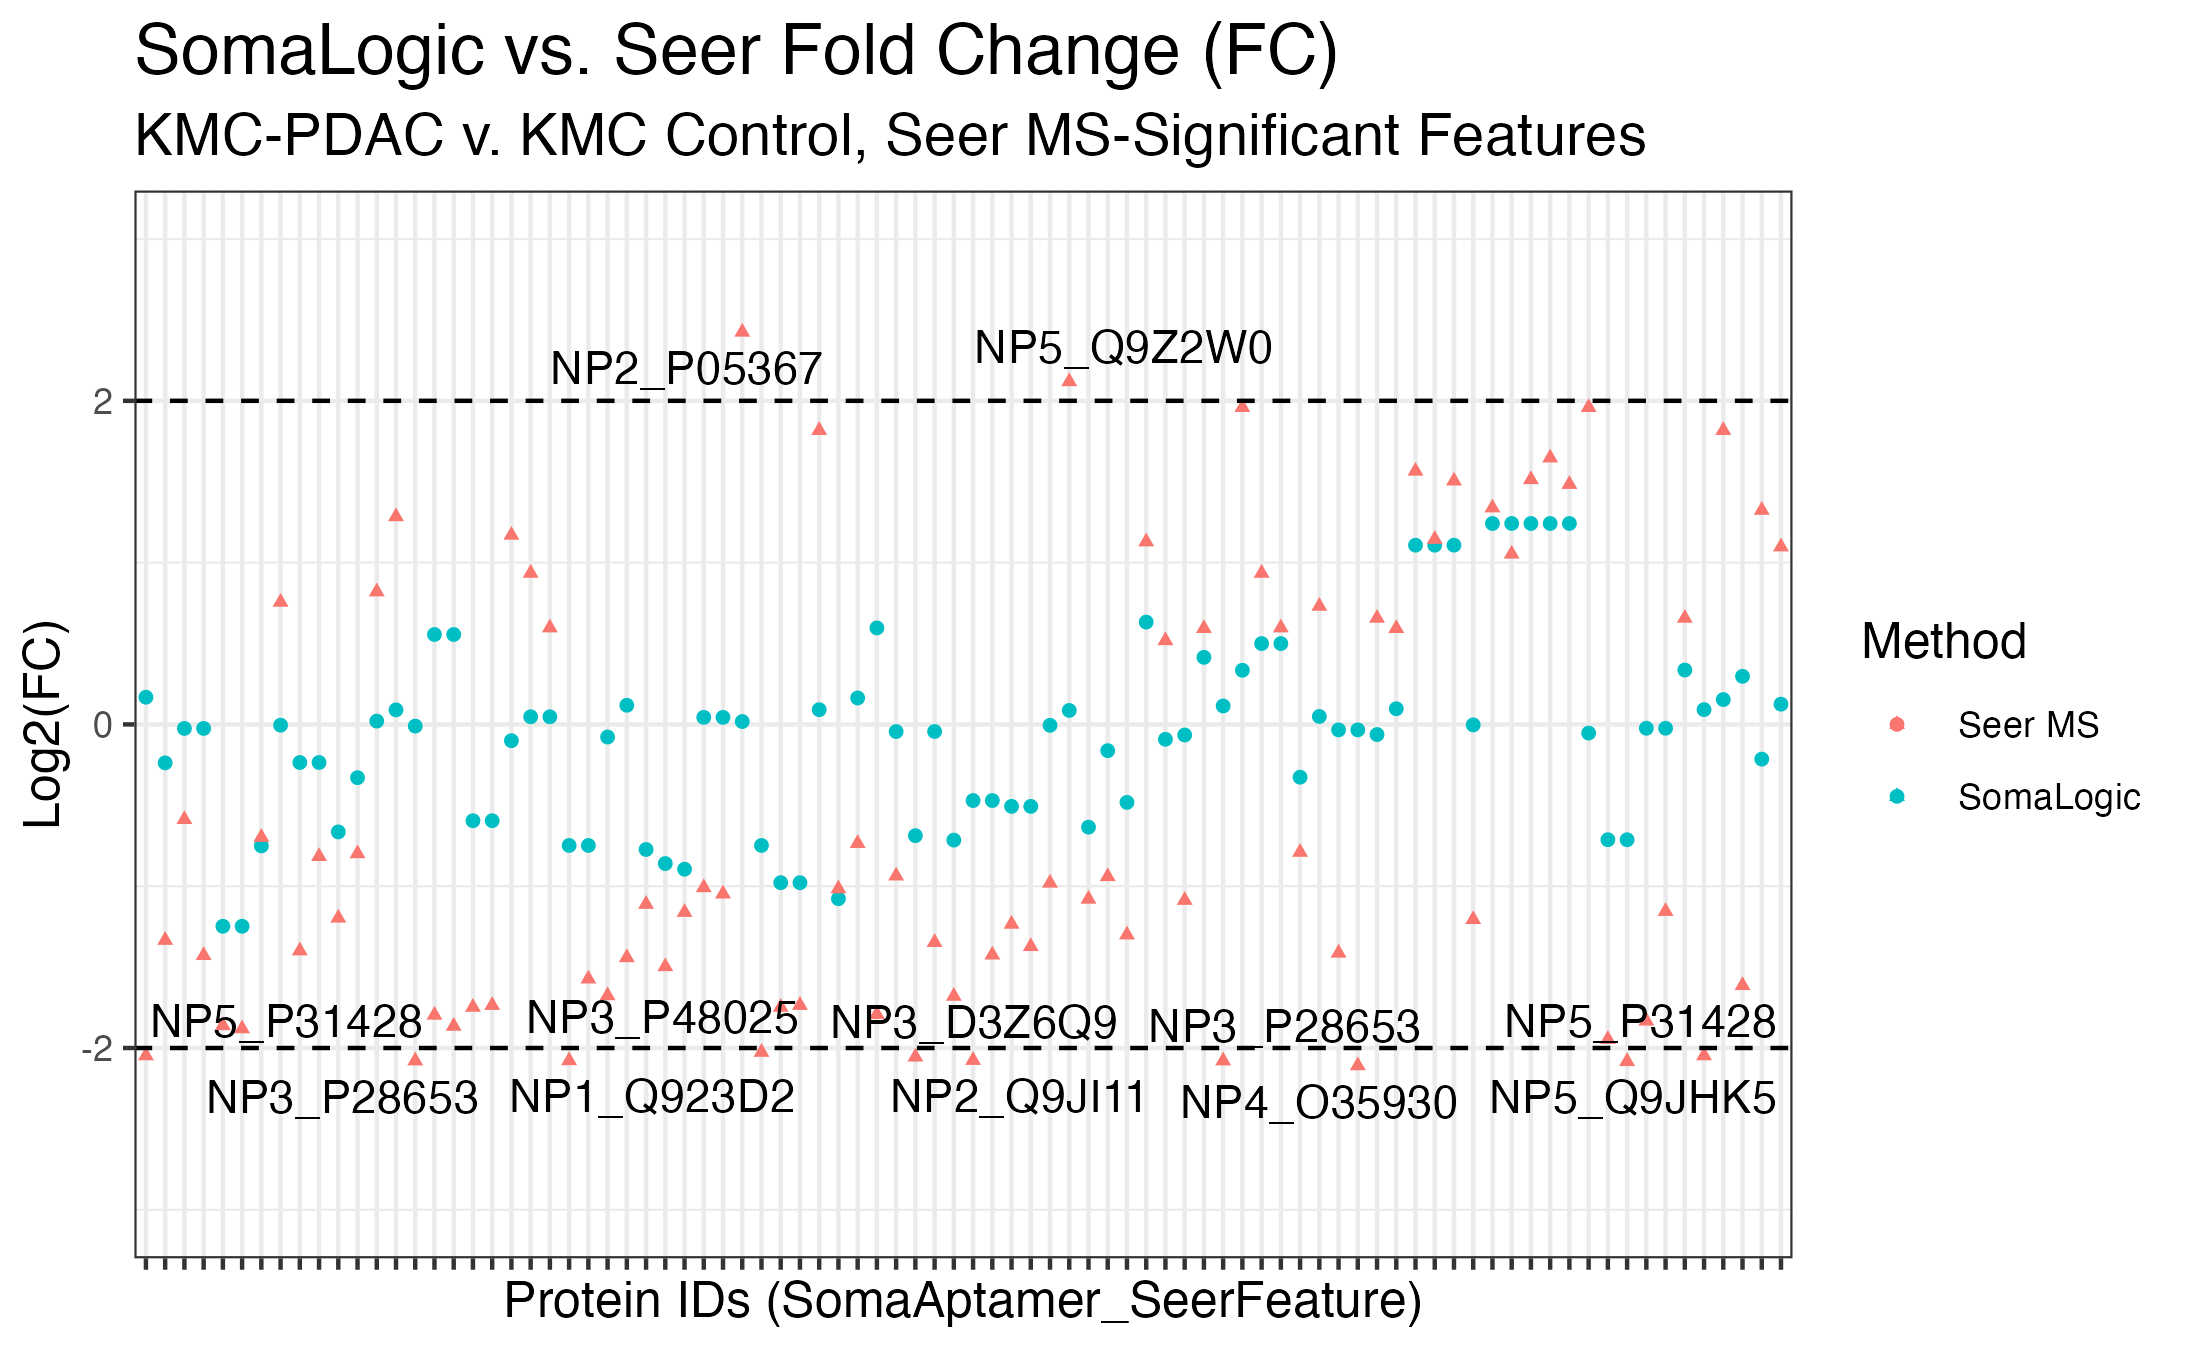 SomaLogic vs. Seer Fold Change (FC)
KMC-PDAC v. KMC Control, Seer MS-Significant Features
NP5_Q9Z2W0
NP2_P05367
2
Log2(FC)
0
Method
Seer MS
SomaLogic
NP5_P31428
NP3_P48025
NP3_D3Z6Q9
NP3_P28653
NP5_P31428
-2
NP3_P28653
NP1_Q923D2
NP2_Q9JI11
NP4_O35930
NP5_Q9JHK5
Protein IDs (SomaAptamer_SeerFeature)